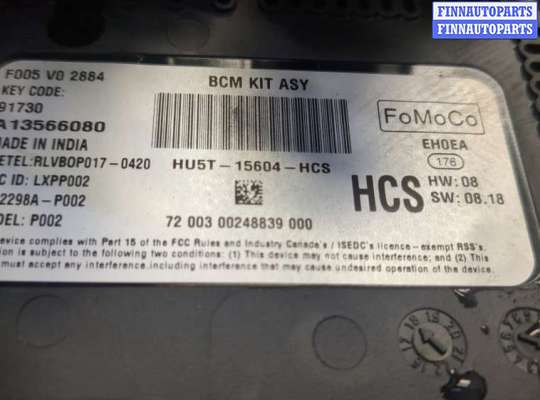 FINNAUTOPARTS
FINNAUTOPARTS
F005 V0 2884
KEY CODE:
91730
A13566080
MADE IN INDIA
ETEL:RLVBOP017-0420
C ID: LXPP002
2298A-P002
DEL: P002
BCM KIT ASY
HU5T-15604-HCS
72 003 00248839 000
FoMoCo
EH0EA
176
HCS
HW: 08
SW: 08.18
device complies with Part 15 of the FCC Rules and Industry Canada's / ISEDC's licence - exempt RSS's.
ion is subject to the following two conditions: (1) This device may not cause interference; and (2) This
must accept any interference, including interference that may cause undesired operation of the device.